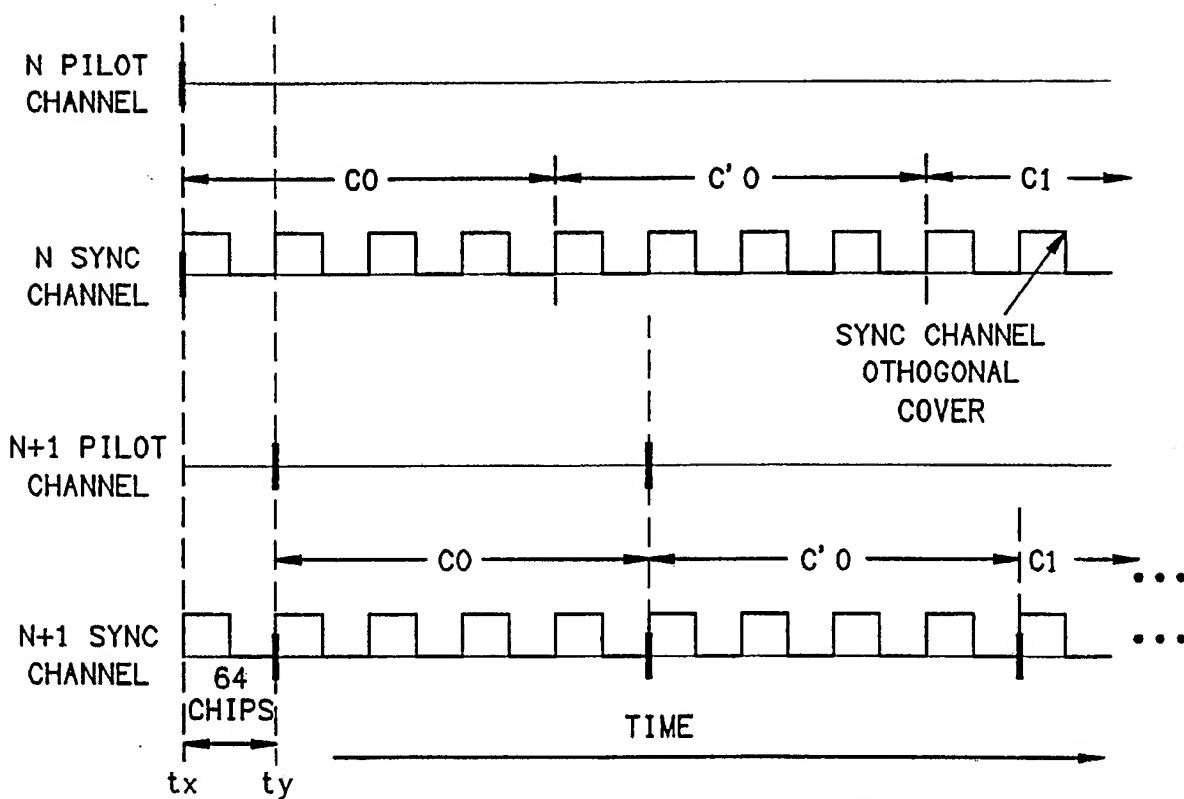 N PILOT
CHANNEL
C0
C'0
C1
N SYNC
CHANNEL
SYNC CHANNEL
OTHOGONAL
COVER
N+1 PILOT
CHANNEL
C0
C'0
C1
•••
N+1 SYNC
CHANNEL
•••
64
CHIPS
TIME
tx
ty